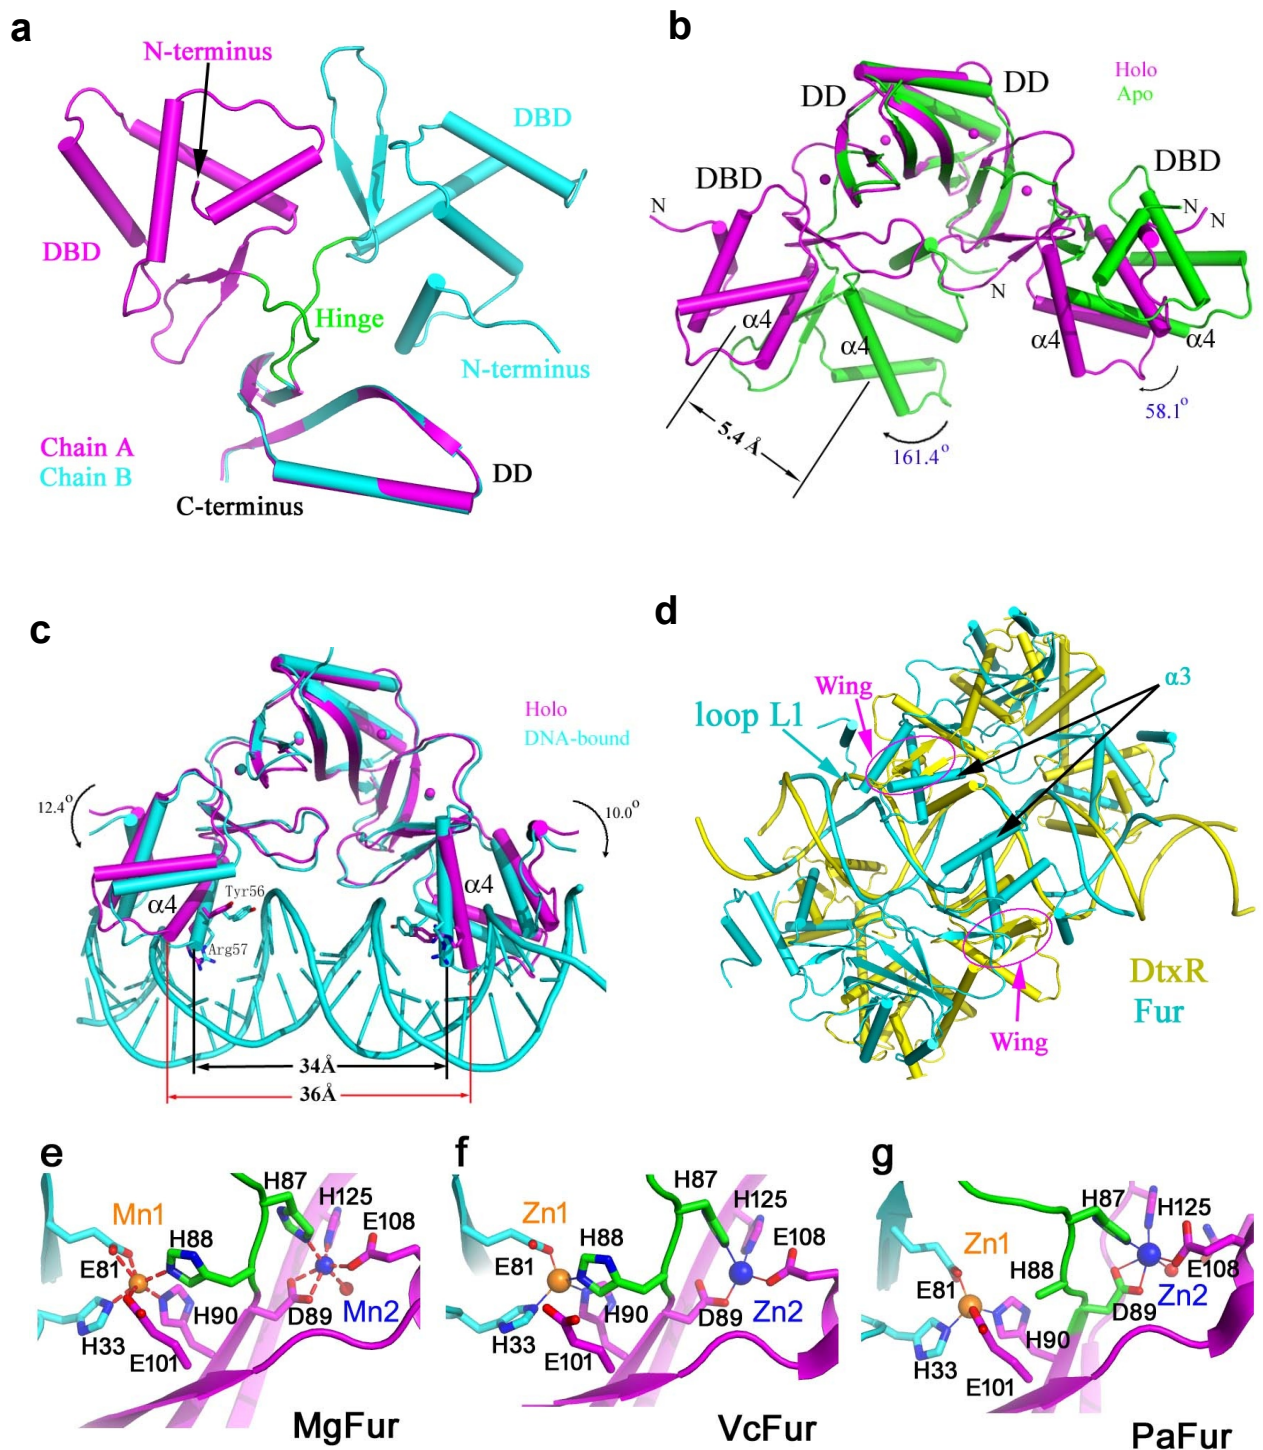 a
N-terminus
DBD
DBD
Hinge
N-terminus
Chain A
Chain B
DD
C-terminus
b
Holo
Apo
DD
DD
DBD
DBD
N
N
N
N
α4
α4
α4
α4
5.4 Å
161.4°
58.1°
c
Holo
DNA-bound
12.4°
10.0°
Tyr56
α4
α4
Arg57
34Å
36Å
d
Wing
α3
loop L1
DtxR
Fur
Wing
e
H87
H125
Mn1
H88
E108
E81
H90
D89
Mn2
H33
E101
MgFur
f
H87
H125
Zn1
H88
E108
E81
H90
D89
Zn2
H33
E101
VcFur
g
H87
H125
Zn1
H88
E108
E81
D89
Zn2
H90
H33
E101
PaFur